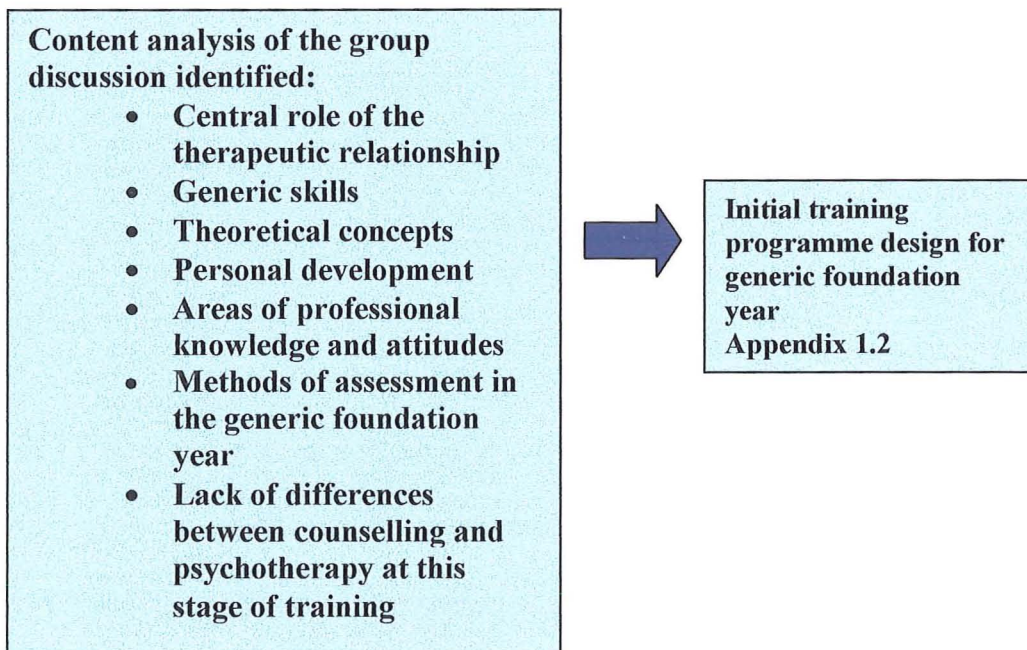 Content analysis of the group
discussion identified:
• Central role of the
therapeutic relationship
• Generic skills
• Theoretical concepts
• Personal development
• Areas of professional
knowledge and attitudes
• Methods of assessment in
the generic foundation
year
• Lack of differences
between counselling and
psychotherapy at this
stage of training
Initial training
programme design for
generic foundation
year
Appendix 1.2